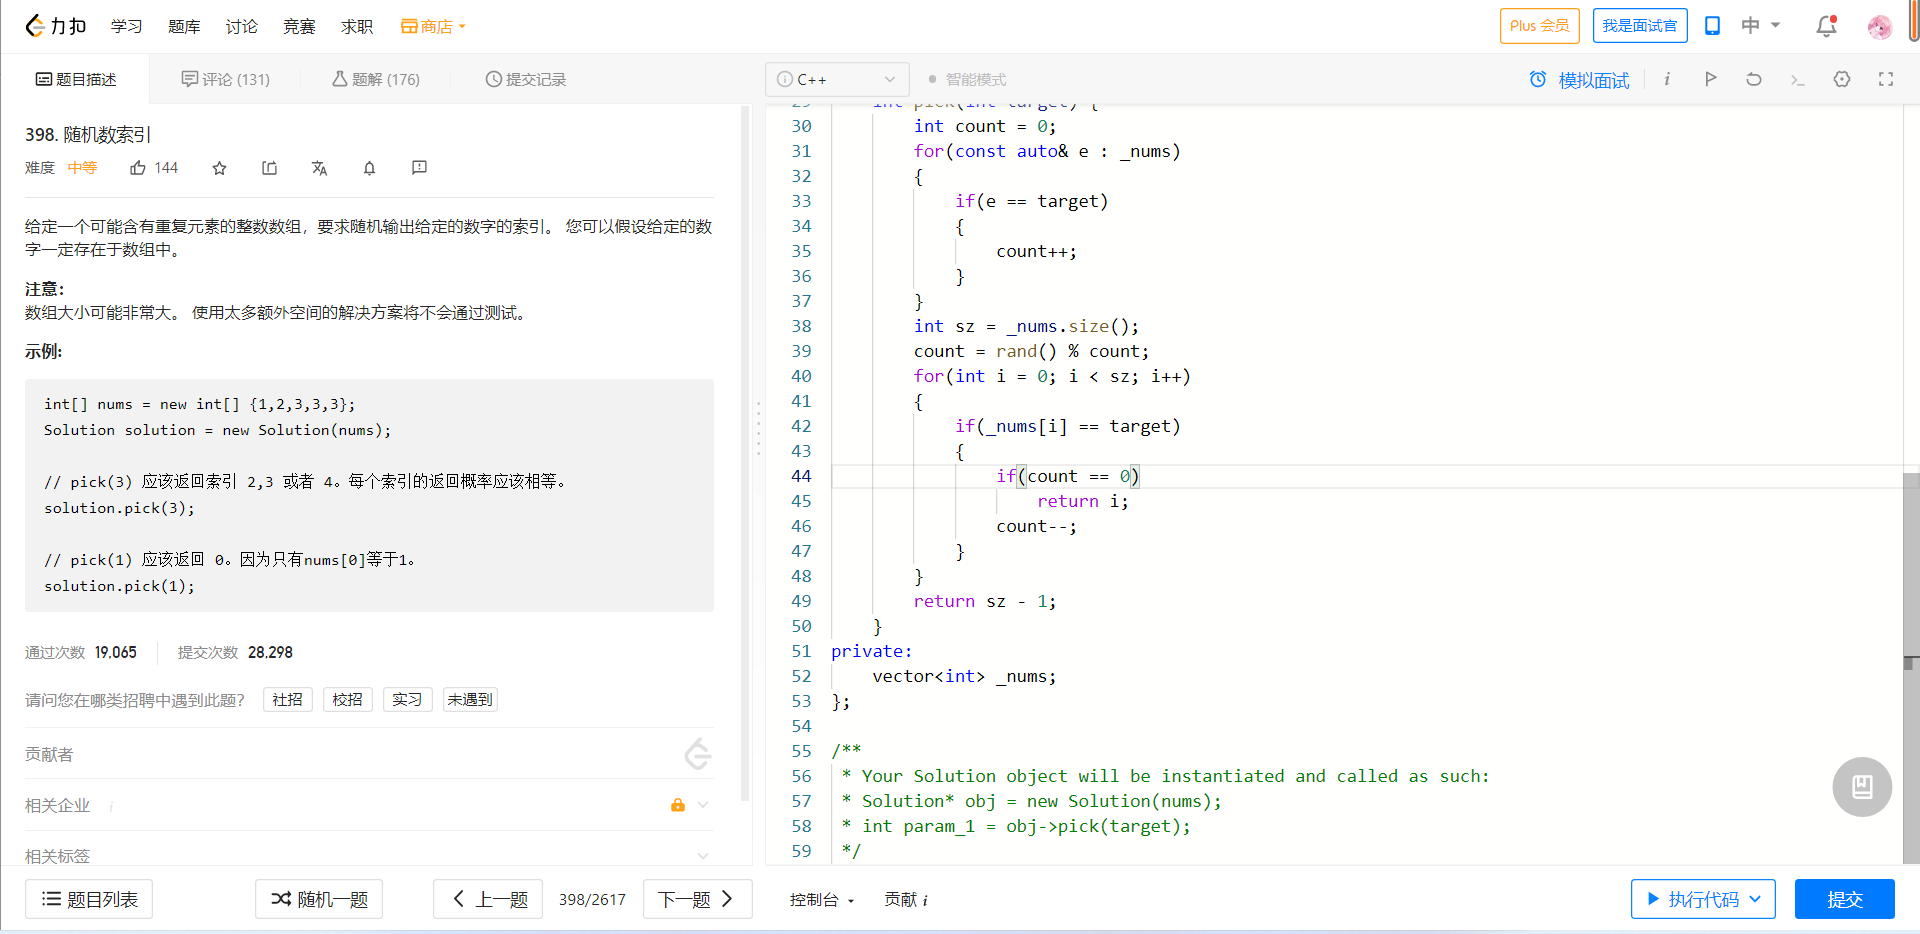 力扣 学习 题库 讨论 竞赛 求职 商店 Plus 会员 我是面试官 中
题目描述 评论 (131) 题解 (176) 提交记录
398. 随机数索引
难度 中等 144
给定一个可能含有重复元素的整数数组，要求随机输出给定的数字的索引。 您可以假设给定的数
字一定存在于数组中。
注意：
数组大小可能非常大。 使用太多额外空间的解决方案将不会通过测试。
示例:
int[] nums = new int[] {1,2,3,3,3};
Solution solution = new Solution(nums);
// pick(3) 应该返回索引 2,3 或者 4。每个索引的返回概率应该相等。
solution.pick(3);
// pick(1) 应该返回 0。因为只有nums[0]等于1。
solution.pick(1);
通过次数 19,065 提交次数 28,298
请问您在哪类招聘中遇到此题？ 社招 校招 实习 未遇到
贡献者
相关企业 i
相关标签
题目列表 随机一题 上一题 398/2617 下一题
C++ 智能模式 模拟面试 i
29 int pick(int target) {
30 int count = 0;
31 for(const auto& e : _nums)
32 {
33 if(e == target)
34 {
35 count++;
36 }
37 }
38 int sz = _nums.size();
39 count = rand() % count;
40 for(int i = 0; i < sz; i++)
41 {
42 if(_nums[i] == target)
43 {
44 if(count == 0)
45 return i;
46 count--;
47 }
48 }
49 return sz - 1;
50 }
51 private:
52 vector<int> _nums;
53 };
54
55 /**
56 * Your Solution object will be instantiated and called as such:
57 * Solution* obj = new Solution(nums);
58 * int param_1 = obj->pick(target);
59 */
控制台 贡献 i 执行代码 提交